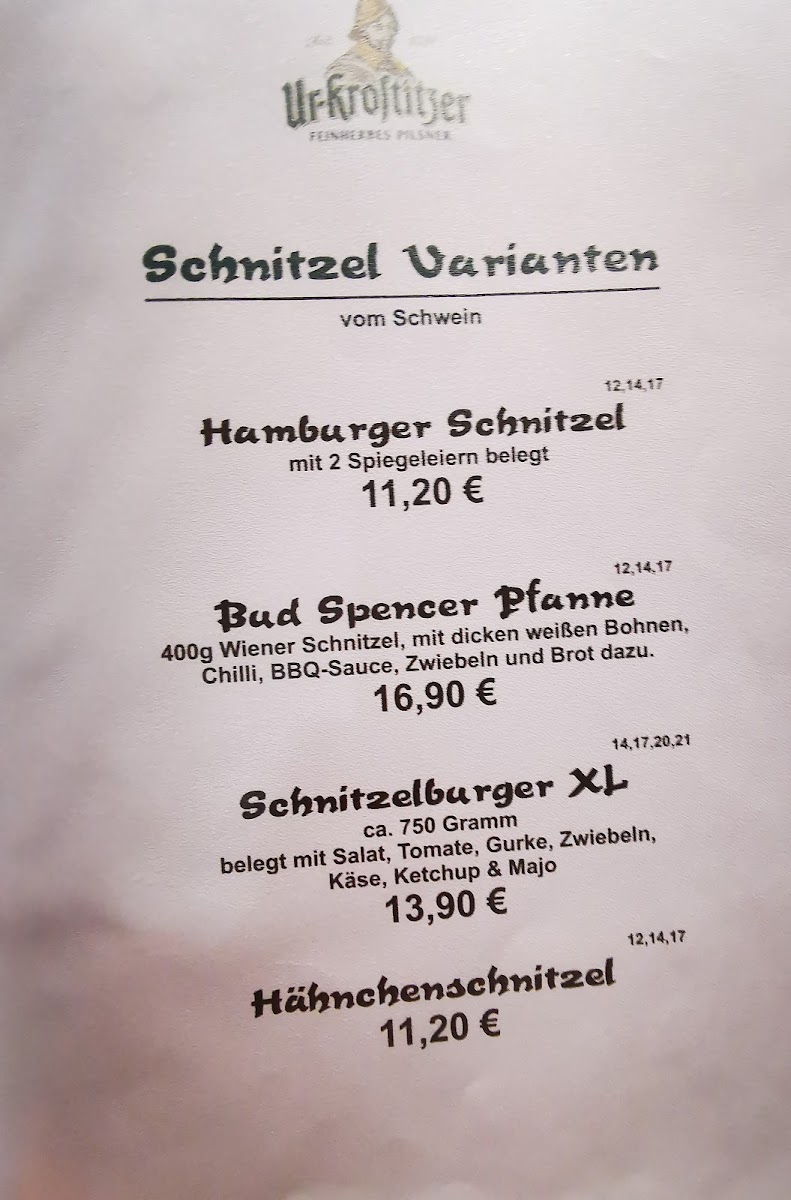 Ur-Krostitzer
FEINHERBES PILSNER
Schnitzel Varianten
vom Schwein
12,14,17
Hamburger Schnitzel
mit 2 Spiegeleiern belegt
11,20 €
12,14,17
Bud Spencer Pfanne
400g Wiener Schnitzel, mit dicken weißen Bohnen,
Chilli, BBQ-Sauce, Zwiebeln und Brot dazu.
16,90 €
14,17,20,21
Schnitzelburger XL
ca. 750 Gramm
belegt mit Salat, Tomate, Gurke, Zwiebeln,
Käse, Ketchup & Majo
13,90 €
12,14,17
Hähnchenschnitzel
11,20 €